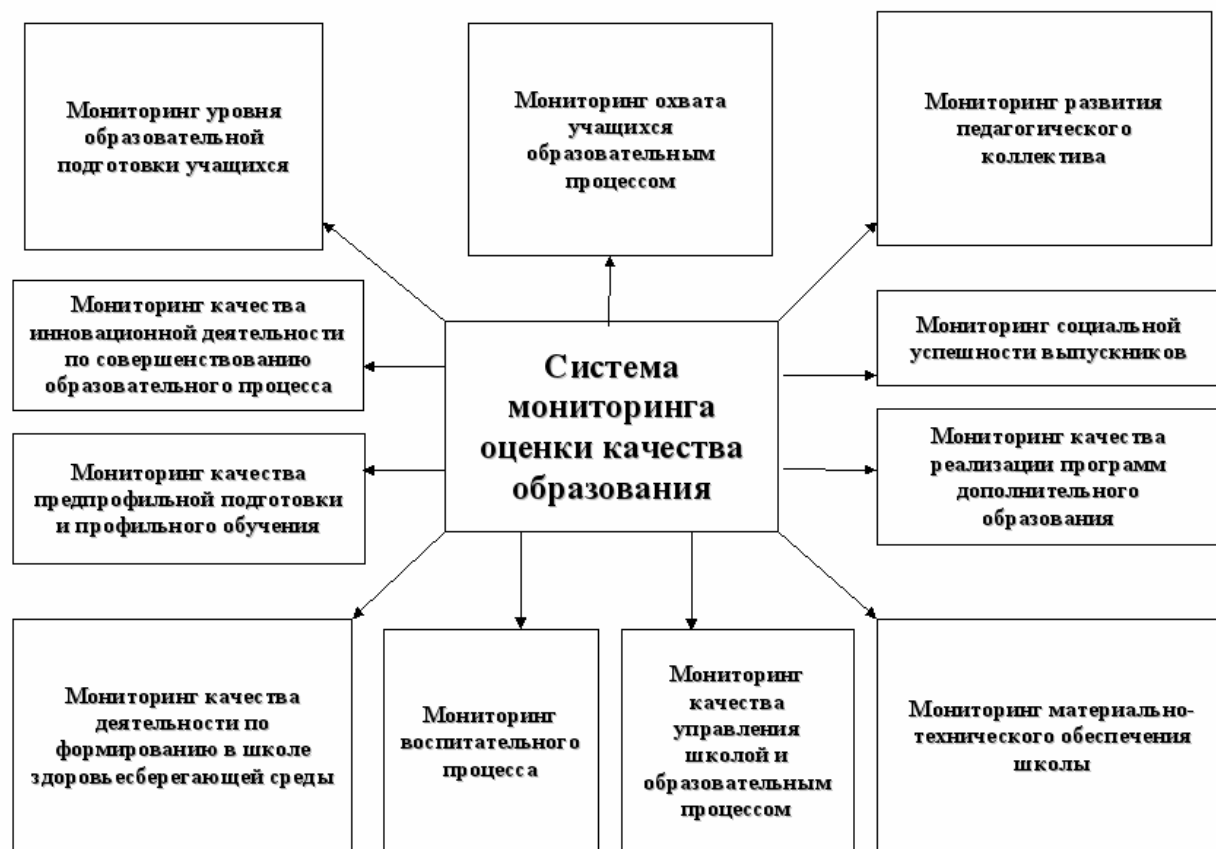 Мониторинг уровня
образовательной
подготовки учащихся
Мониторинг охвата
учащихся
образовательным
процессом
Мониторинг развития
педагогического
коллектива
Мониторинг качества
инновационной деятельности
по совершенствованию
образовательного процесса
Система
мониторинга
оценки качества
образования
Мониторинг социальной
успешности выпускников
Мониторинг качества
предпрофильной подготовки
и профильного обучения
Мониторинг качества
реализации программ
дополнительного
образования
Мониторинг качества
деятельности по
формированию в школе
здоровьесберегающей среды
Мониторинг
воспитательного
процесса
Мониторинг
качества
управления
школой и
образовательным
процессом
Мониторинг материально-
технического обеспечения
школы